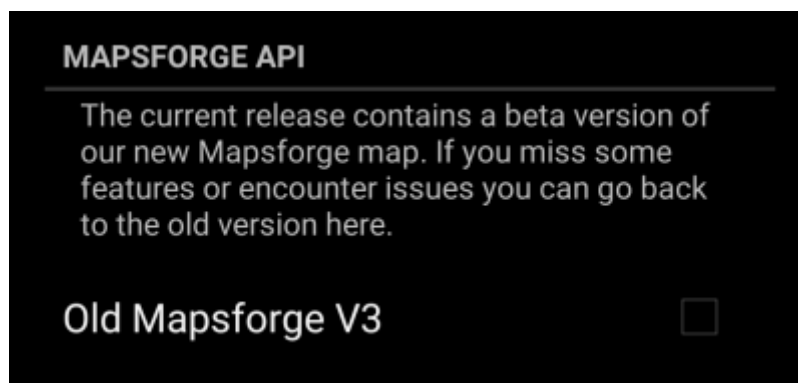 MAPSFORGE API
The current release contains a beta version of
our new Mapsforge map. If you miss some
features or encounter issues you can go back
to the old version here.
Old Mapsforge V3